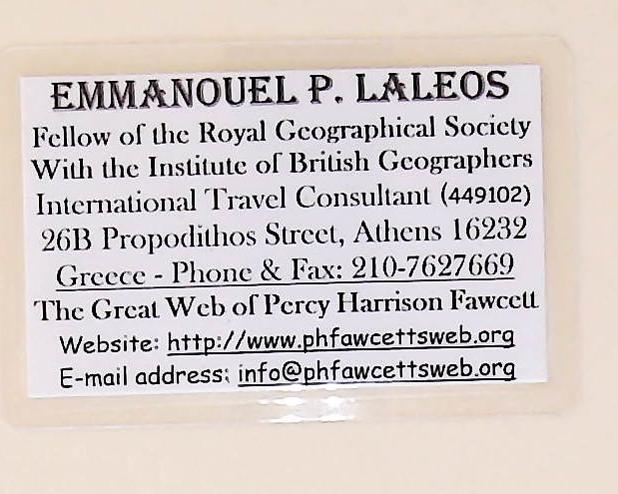 EMMANOUEL P. LALEOS
Fellow of the Royal Geographical Society
With the Institute of British Geographers
International Travel Consultant (449102)
26B Propodithos Street, Athens 16232
Greece - Phone & Fax: 210-7627669
The Great Web of Percy Harrison Fawcett
Website: http://www.phfawcettsweb.org
E-mail address: info@phfawcettsweb.org